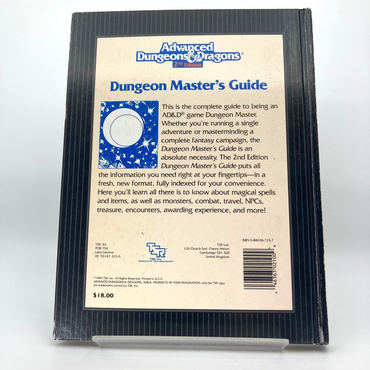 Advanced
Dungeons & Dragons®
2nd Edition
Dungeon Master's Guide
This is the complete guide to being an
AD&D® game Dungeon Master.
Whether you're running a single
adventure or masterminding a
complete fantasy campaign, the
Dungeon Master's Guide is an
absolute necessity. The 2nd Edition
Dungeon Master's Guide puts all
the information you need right at your fingertips—in a
fresh, new format, fully indexed for your convenience.
Here you'll learn all there is to know about magical spells
and items, as well as monsters, combat, travel, NPCs,
treasure, encounters, awarding experience, and more!
TSR, Inc.
POB 756
Lake Geneva
WI 53147 U.S.A.
TSR
TSR Ltd.
120 Church End, Cherry Hinton
Cambridge CB1 3LB
United Kingdom
$18.00